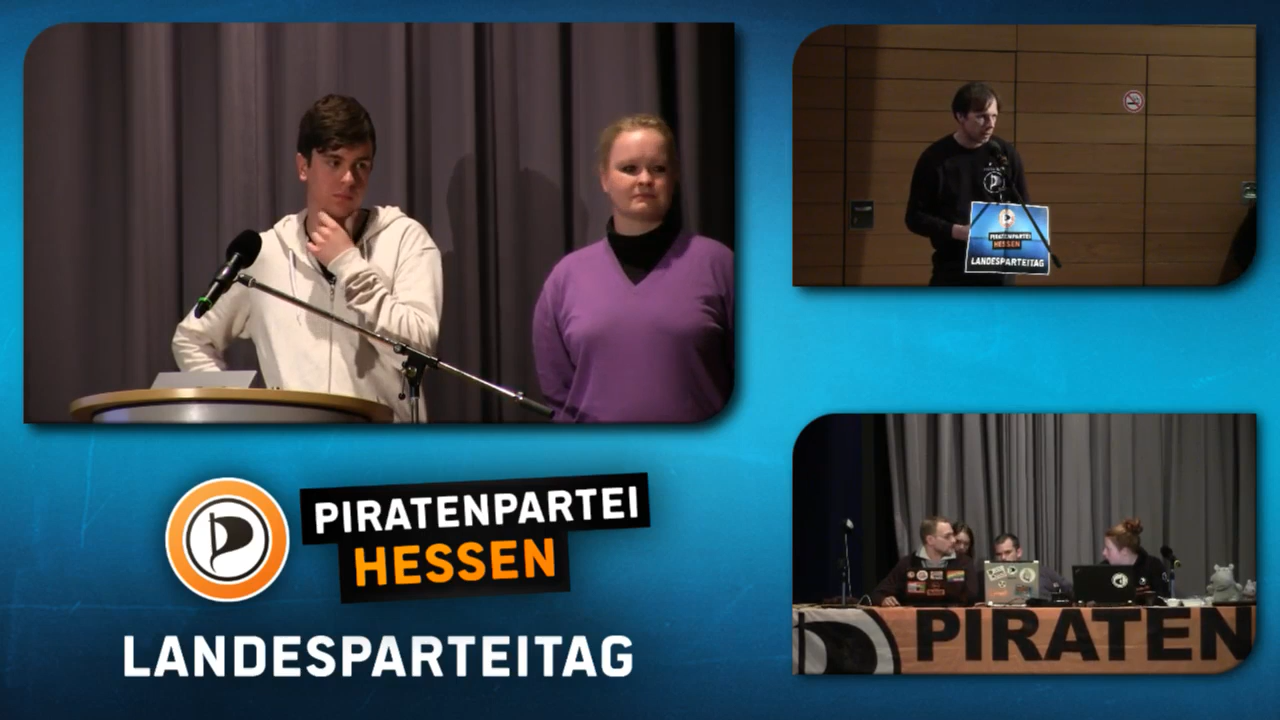 PIRATENPARTEI
HESSEN
LANDESPARTEITAG
PIRATENPARTEI
HESSEN
LANDESPARTEITAG
PIRATEN